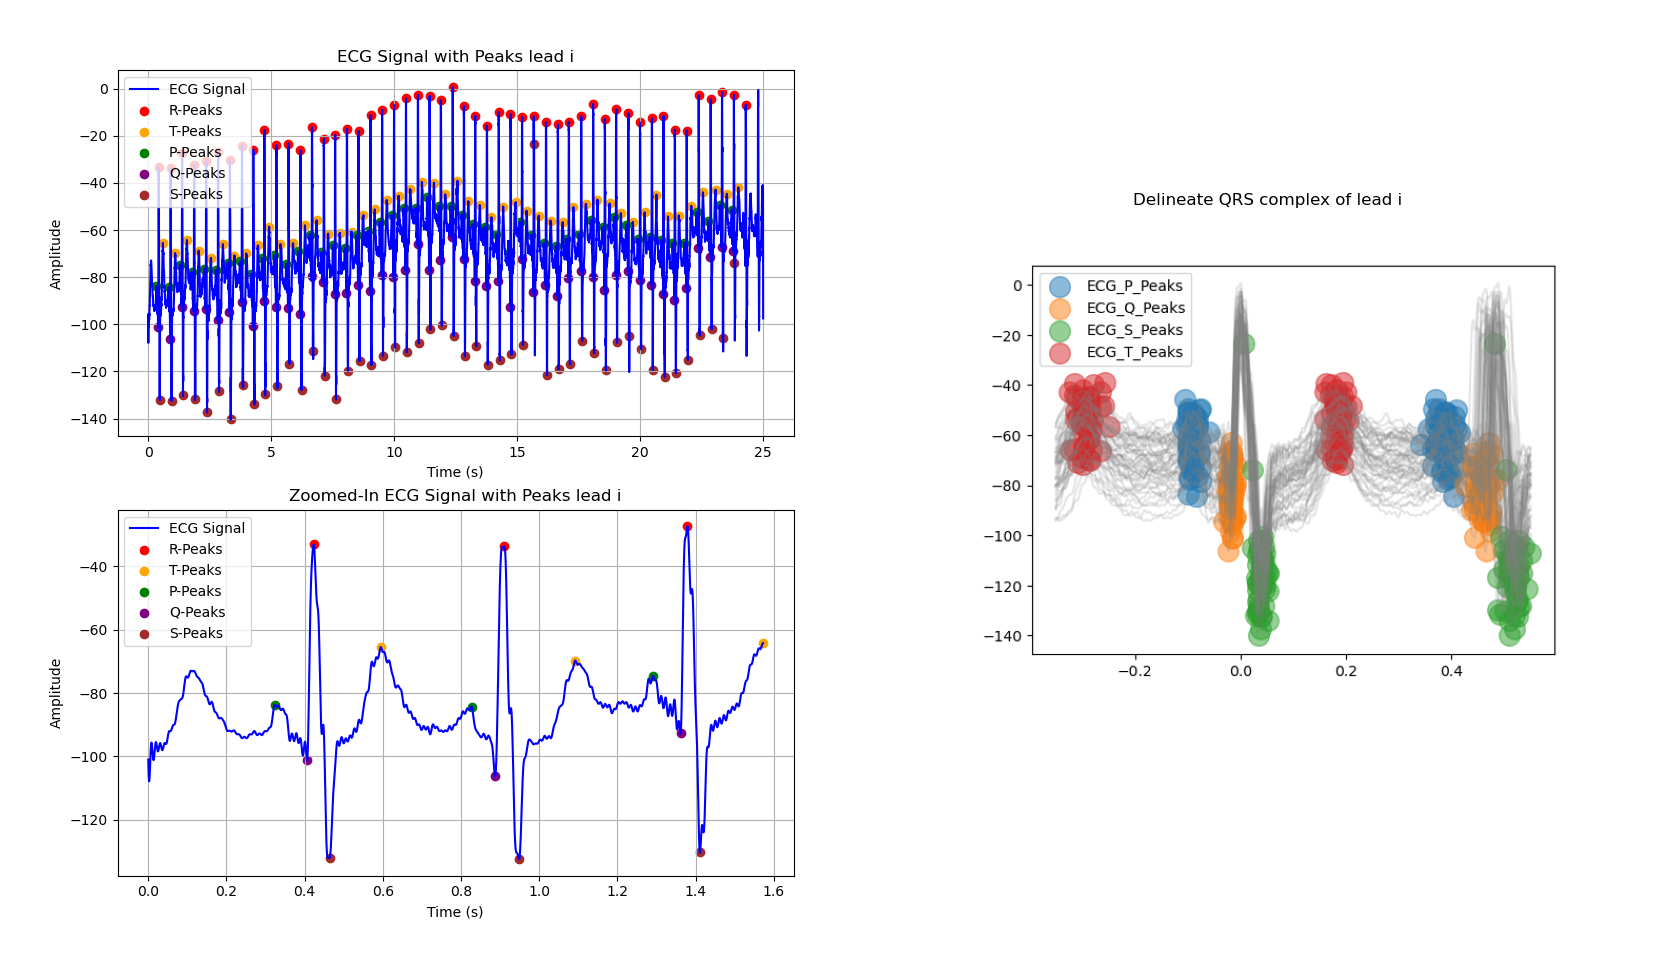 ECG Signal with Peaks lead i
ECG Signal
R-Peaks
T-Peaks
P-Peaks
Q-Peaks
S-Peaks
0
−20
−40
−60
−80
−100
−120
−140
Amplitude
0 5 10 15 20 25
Time (s)
Zoomed-In ECG Signal with Peaks lead i
ECG Signal
R-Peaks
T-Peaks
P-Peaks
Q-Peaks
S-Peaks
−40
−60
−80
−100
−120
Amplitude
0.0 0.2 0.4 0.6 0.8 1.0 1.2 1.4 1.6
Time (s)
Delineate QRS complex of lead i
ECG_P_Peaks
ECG_Q_Peaks
ECG_S_Peaks
ECG_T_Peaks
0
−20
−40
−60
−80
−100
−120
−140
−0.2 0.0 0.2 0.4